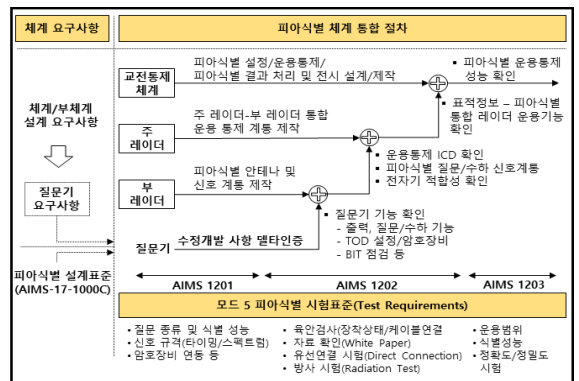 체계 요구사항
피아식별 체계 통합 절차
체계/부체계
설계 요구사항
질문기
요구사항
피아식별 설계표준
(AIMS-17-1000C)
교전통제
체계
피아식별 설정/운용통제/
피아식별 결과 처리 및 전시 설계/제작
▪ 피아식별 운용통제
성능 확인
▪ 표적정보 – 피아식별
통합 레이더 운용기능
확인
주
레이더
주 레이더-부 레이더 통합
운용 통제 계통 제작
▪ 운용통제 ICD 확인
▪ 피아식별 질문/수하 신호계통
▪ 전자기 적합성 확인
부
레이더
피아식별 안테나 및
신호 계통 제작
▪ 질문기 기능 확인
- 출력, 질문/수하 기능
- TOD 설정/암호장비
- BIT 점검 등
질문기
수정개발 사항 델타인증
AIMS 1201
AIMS 1202
AIMS 1203
모드 5 피아식별 시험표준(Test Requirements)
• 질문 종류 및 식별 성능
• 신호 규격(타이밍/스펙트럼)
• 암호장비 연동 등
• 육안검사(장착상태/케이블연결
• 자료 확인(White Paper)
• 유선연결 시험(Direct Connection)
• 방사 시험(Radiation Test)
• 운용범위
• 식별성능
• 정확도/정밀도
시험